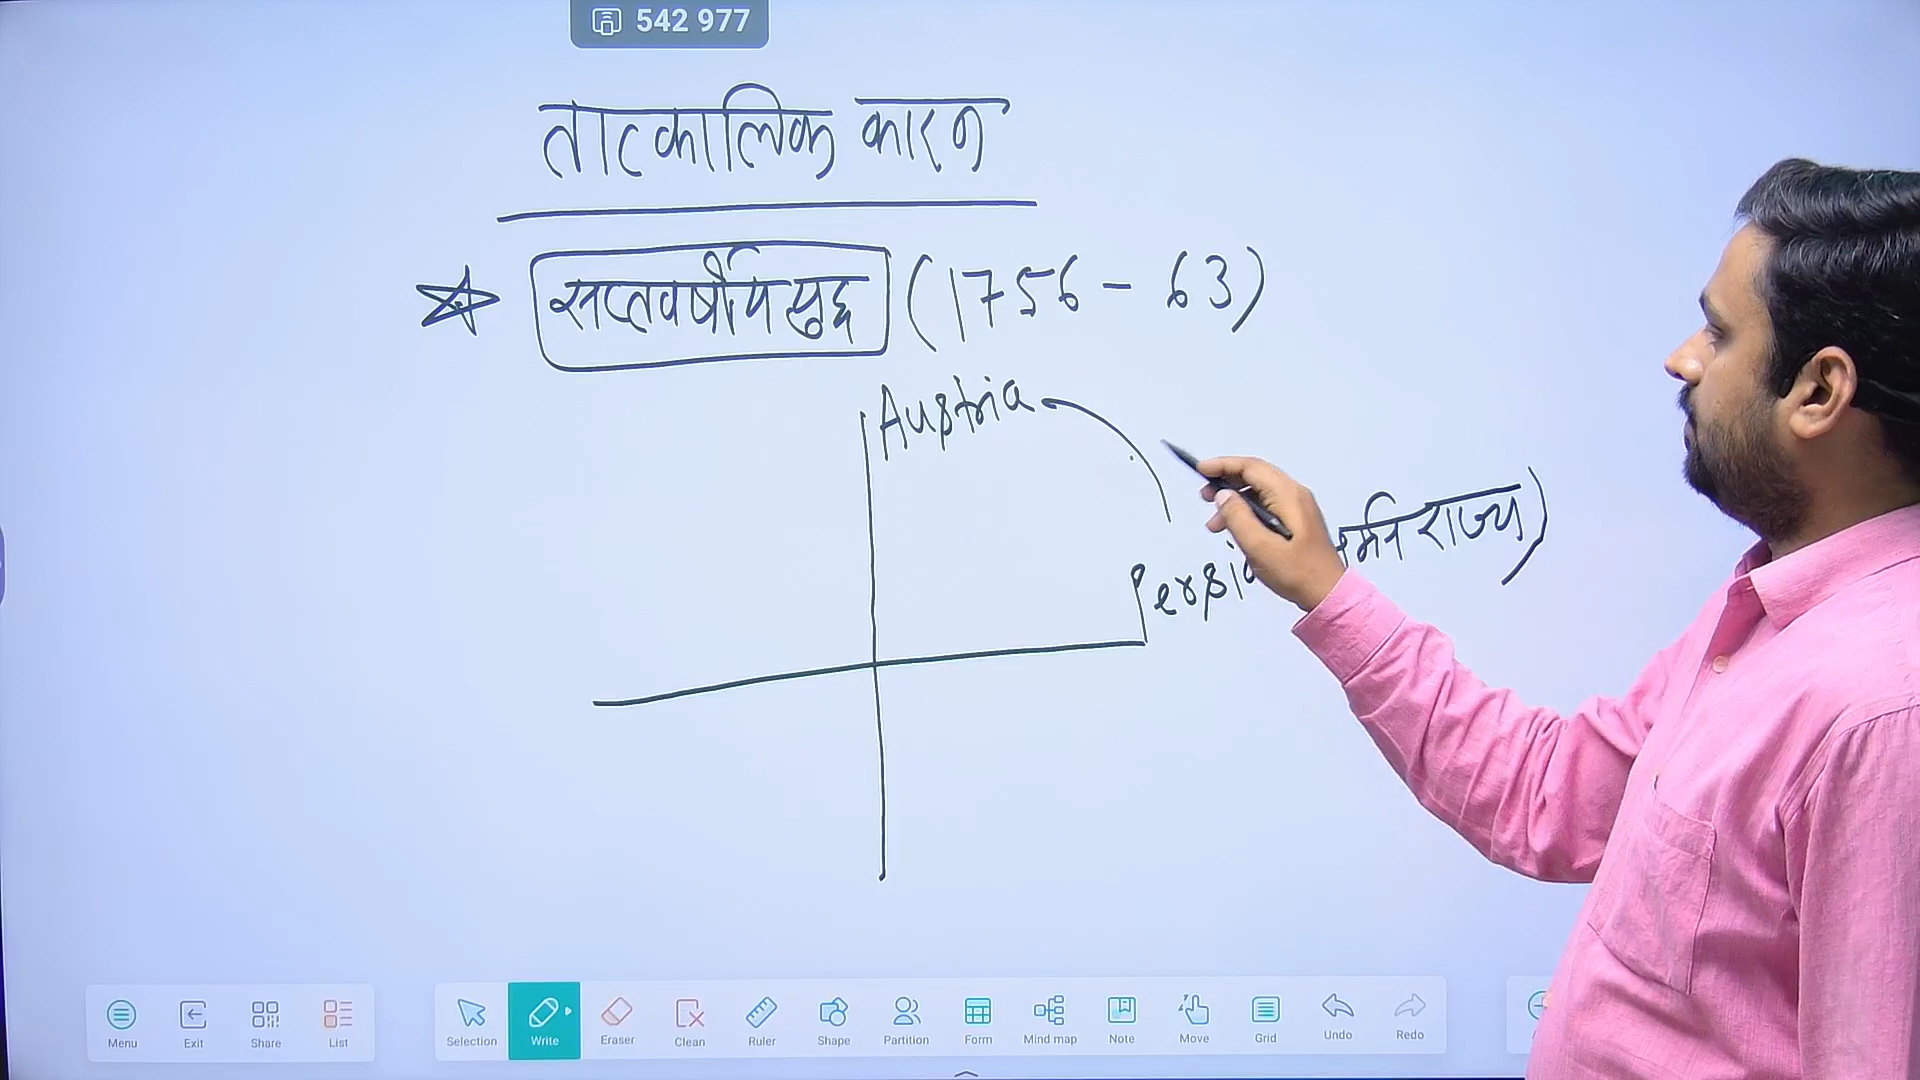 542 977
तात्कालिक कारण
सप्तवर्षीय युद्ध (1756 - 63)
Austria
राज्य)
Menu Exit Share List Selection Write Eraser Clean Ruler Shape Partition Form Mind map Note Move Grid Undo Redo